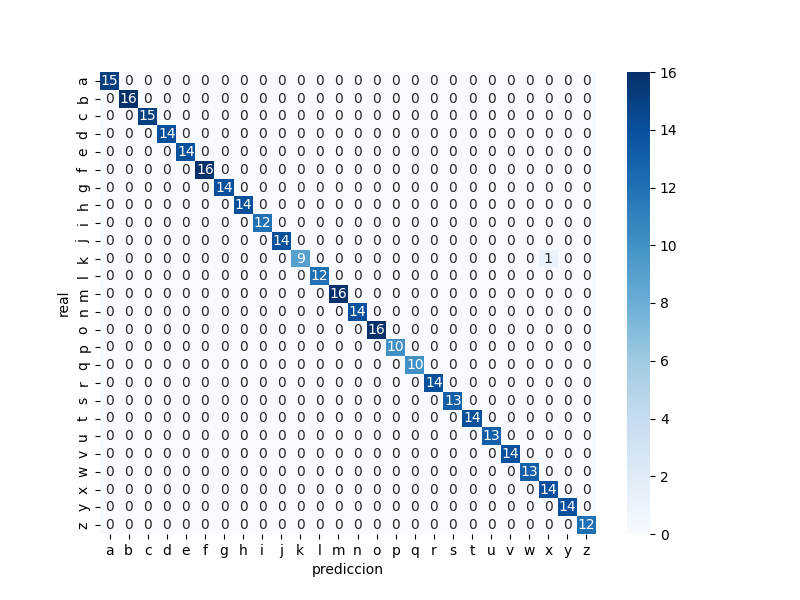 a 15 0 0 0 0 0 0 0 0 0 0 0 0 0 0 0 0 0 0 0 0 0 0 0 0 0
b 0 16 0 0 0 0 0 0 0 0 0 0 0 0 0 0 0 0 0 0 0 0 0 0 0 0
c 0 0 15 0 0 0 0 0 0 0 0 0 0 0 0 0 0 0 0 0 0 0 0 0 0 0
d 0 0 0 14 0 0 0 0 0 0 0 0 0 0 0 0 0 0 0 0 0 0 0 0 0 0
e 0 0 0 0 14 0 0 0 0 0 0 0 0 0 0 0 0 0 0 0 0 0 0 0 0 0
f 0 0 0 0 0 16 0 0 0 0 0 0 0 0 0 0 0 0 0 0 0 0 0 0 0 0
g 0 0 0 0 0 0 14 0 0 0 0 0 0 0 0 0 0 0 0 0 0 0 0 0 0 0
h 0 0 0 0 0 0 0 14 0 0 0 0 0 0 0 0 0 0 0 0 0 0 0 0 0 0
i 0 0 0 0 0 0 0 0 12 0 0 0 0 0 0 0 0 0 0 0 0 0 0 0 0 0
j 0 0 0 0 0 0 0 0 0 14 0 0 0 0 0 0 0 0 0 0 0 0 0 0 0 0
k 0 0 0 0 0 0 0 0 0 0 9 0 0 0 0 0 0 0 0 0 0 0 0 1 0 0
l 0 0 0 0 0 0 0 0 0 0 0 12 0 0 0 0 0 0 0 0 0 0 0 0 0 0
m 0 0 0 0 0 0 0 0 0 0 0 0 16 0 0 0 0 0 0 0 0 0 0 0 0 0
n 0 0 0 0 0 0 0 0 0 0 0 0 0 14 0 0 0 0 0 0 0 0 0 0 0 0
o 0 0 0 0 0 0 0 0 0 0 0 0 0 0 16 0 0 0 0 0 0 0 0 0 0 0
p 0 0 0 0 0 0 0 0 0 0 0 0 0 0 0 10 0 0 0 0 0 0 0 0 0 0
q 0 0 0 0 0 0 0 0 0 0 0 0 0 0 0 0 10 0 0 0 0 0 0 0 0 0
r 0 0 0 0 0 0 0 0 0 0 0 0 0 0 0 0 0 14 0 0 0 0 0 0 0 0
s 0 0 0 0 0 0 0 0 0 0 0 0 0 0 0 0 0 0 13 0 0 0 0 0 0 0
t 0 0 0 0 0 0 0 0 0 0 0 0 0 0 0 0 0 0 0 14 0 0 0 0 0 0
u 0 0 0 0 0 0 0 0 0 0 0 0 0 0 0 0 0 0 0 0 13 0 0 0 0 0
v 0 0 0 0 0 0 0 0 0 0 0 0 0 0 0 0 0 0 0 0 0 14 0 0 0 0
w 0 0 0 0 0 0 0 0 0 0 0 0 0 0 0 0 0 0 0 0 0 0 13 0 0 0
x 0 0 0 0 0 0 0 0 0 0 0 0 0 0 0 0 0 0 0 0 0 0 0 14 0 0
y 0 0 0 0 0 0 0 0 0 0 0 0 0 0 0 0 0 0 0 0 0 0 0 0 14 0
z 0 0 0 0 0 0 0 0 0 0 0 0 0 0 0 0 0 0 0 0 0 0 0 0 0 12
a b c d e f g h i j k l m n o p q r s t u v w x y z
prediccion
real
16
14
12
10
8
6
4
2
0